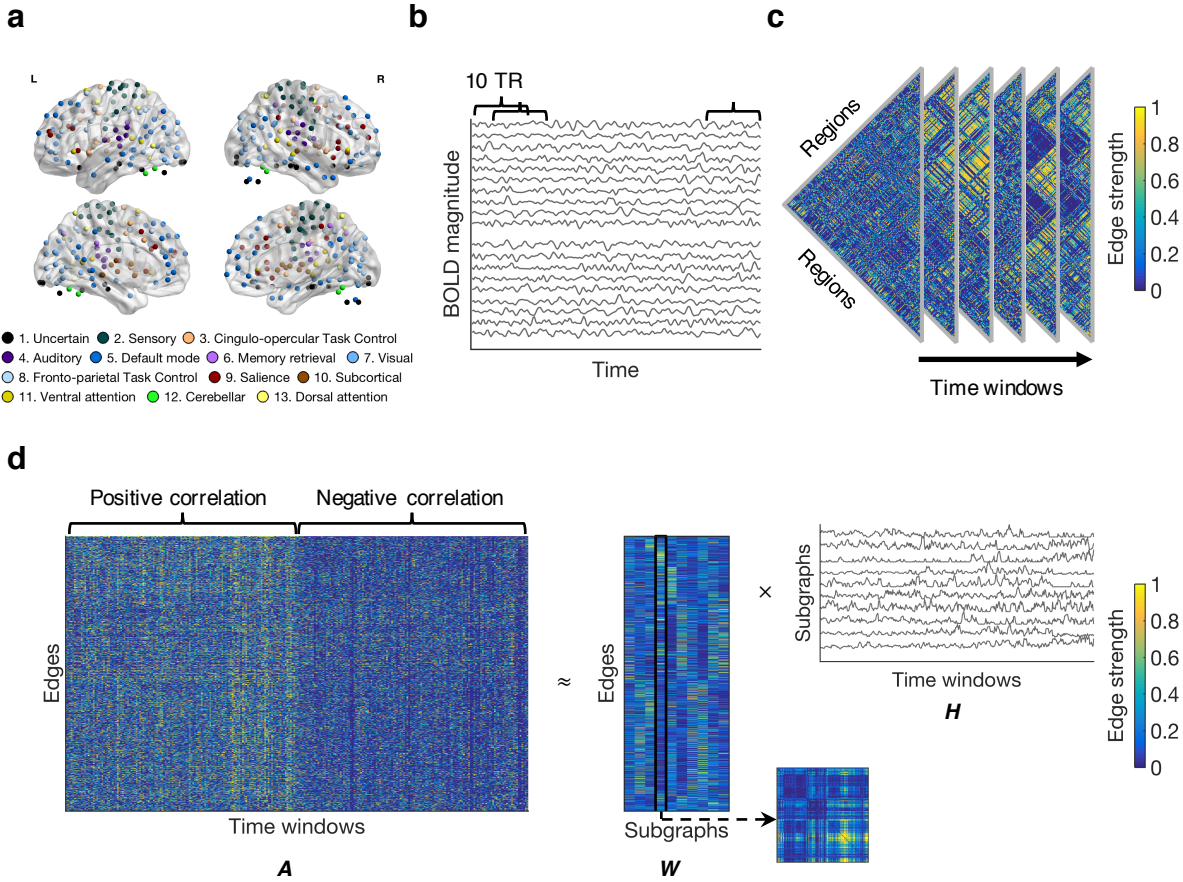 a
L
R
1. Uncertain 2. Sensory 3. Cingulo-opercular Task Control
4. Auditory 5. Default mode 6. Memory retrieval 7. Visual
8. Fronto-parietal Task Control 9. Salience 10. Subcortical
11. Ventral attention 12. Cerebellar 13. Dorsal attention
b
10 TR
BOLD magnitude
Time
c
Regions
Regions
Time windows
Edge strength
1
0.8
0.6
0.4
0.2
0
d
Positive correlation
Negative correlation
Edges
Time windows
A
≈
Edges
Subgraphs
W
×
Subgraphs
Time windows
H
Edge strength
1
0.8
0.6
0.4
0.2
0